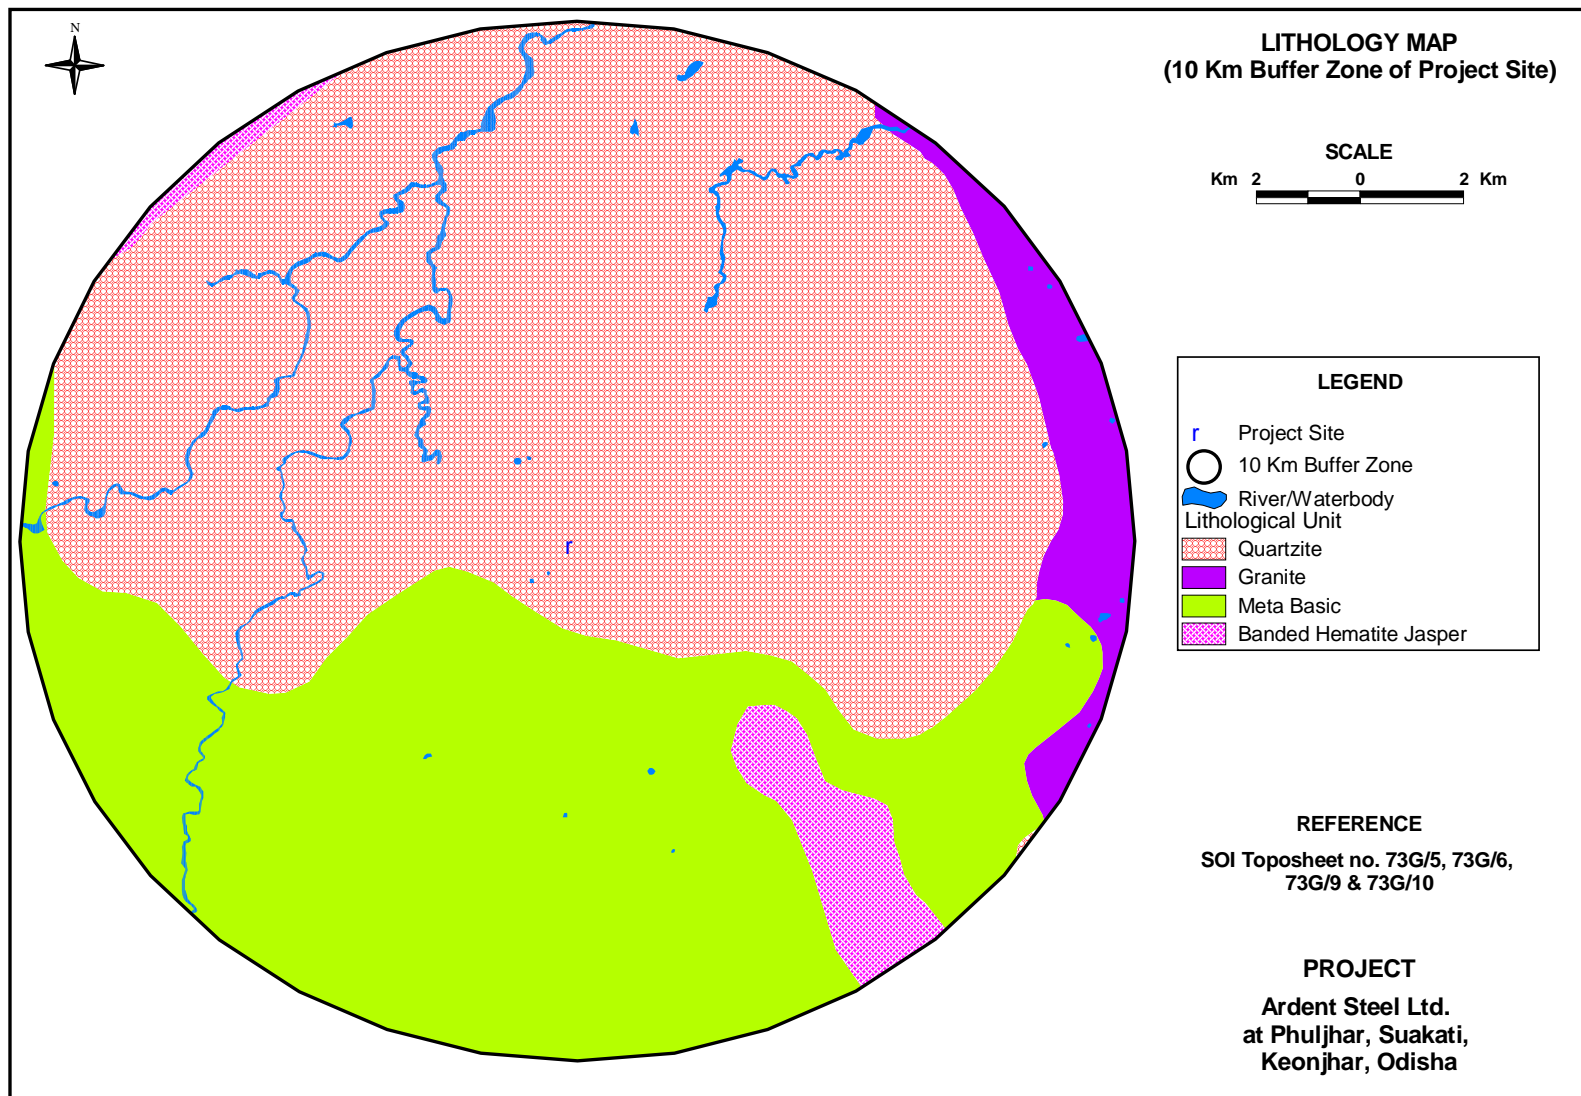 N
LITHOLOGY MAP
(10 Km Buffer Zone of Project Site)
SCALE
Km 2 0 2 Km
r
LEGEND
r Project Site
10 Km Buffer Zone
River/Waterbody
Lithological Unit
Quartzite
Granite
Meta Basic
Banded Hematite Jasper
REFERENCE
SOI Toposheet no. 73G/5, 73G/6,
73G/9 & 73G/10
PROJECT
Ardent Steel Ltd.
at Phuljhar, Suakati,
Keonjhar, Odisha